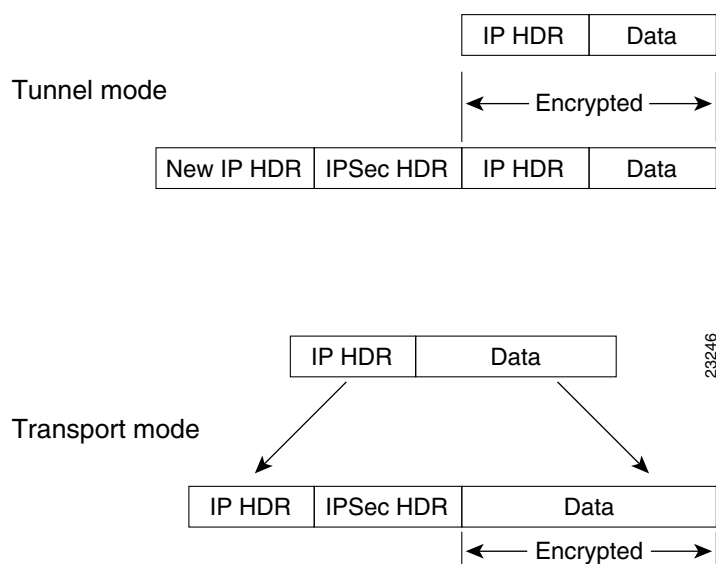 IP HDR Data
Tunnel mode
Encrypted
New IP HDR IPSec HDR IP HDR Data
IP HDR Data
23246
Transport mode
IP HDR IPSec HDR Data
Encrypted